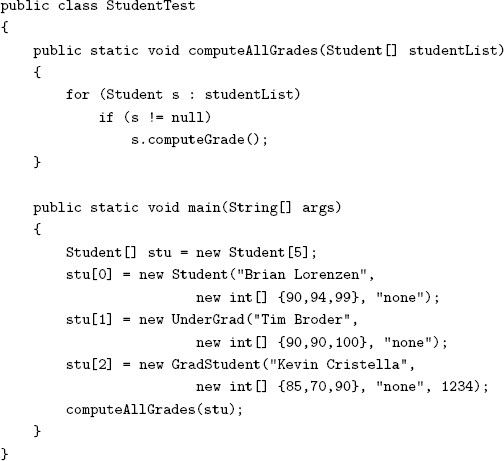 public class StudentTest
{
    public static void computeAllGrades(Student[] studentList)
    {
        for (Student s : studentList)
            if (s != null)
                s.computeGrade();
    }

    public static void main(String[] args)
    {
        Student[] stu = new Student[5];
        stu[0] = new Student("Brian Lorenzen",
                        new int[] {90,94,99}, "none");
        stu[1] = new UnderGrad("Tim Broder",
                        new int[] {90,90,100}, "none");
        stu[2] = new GradStudent("Kevin Cristella",
                        new int[] {85,70,90}, "none", 1234);
        computeAllGrades(stu);
    }
}